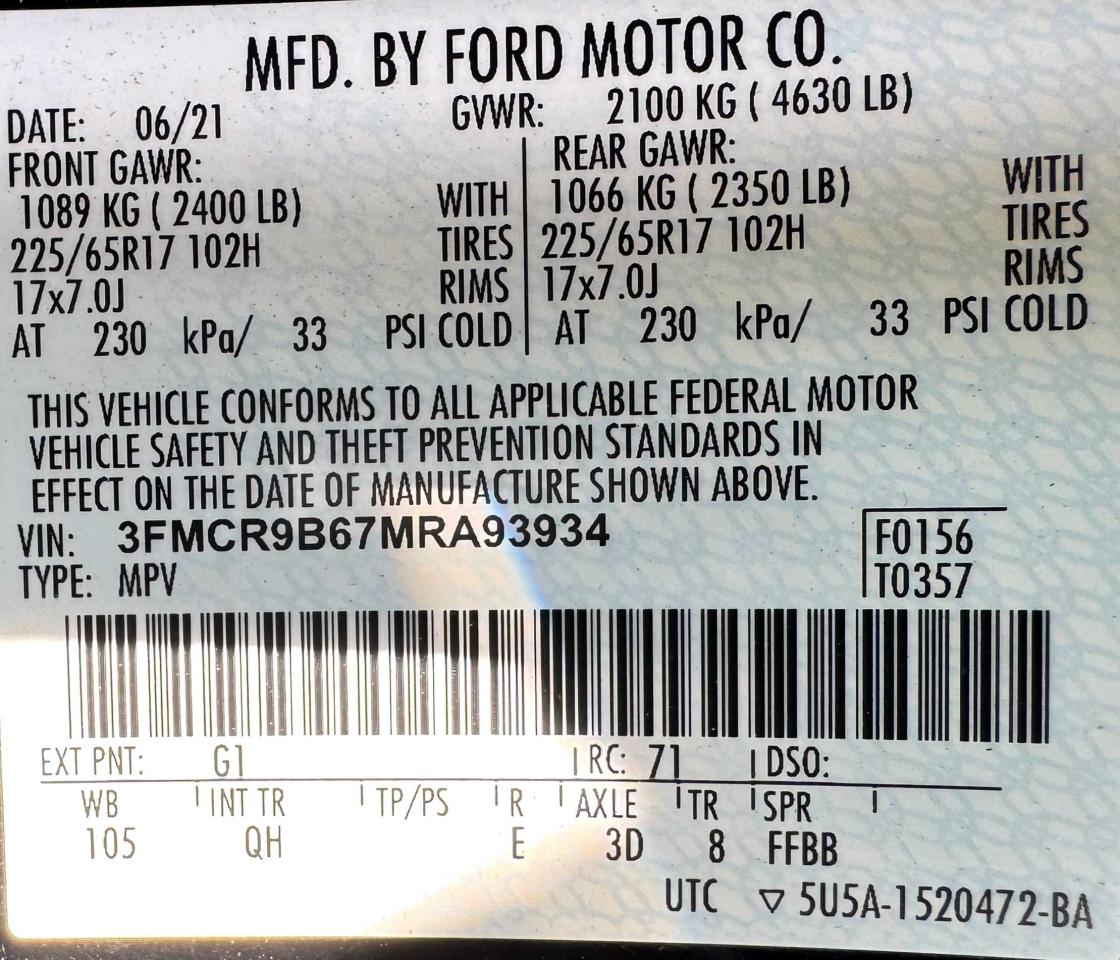 MFD. BY FORD MOTOR CO.
DATE: 06/21 GVWR: 2100 KG ( 4630 LB)
FRONT GAWR: REAR GAWR:
1089 KG ( 2400 LB) WITH 1066 KG ( 2350 LB) WITH
225/65R17 102H TIRES 225/65R17 102H TIRES
17x7.0J RIMS 17x7.0J RIMS
AT 230 kPa/ 33 PSI COLD AT 230 kPa/ 33 PSI COLD
THIS VEHICLE CONFORMS TO ALL APPLICABLE FEDERAL MOTOR
VEHICLE SAFETY AND THEFT PREVENTION STANDARDS IN
EFFECT ON THE DATE OF MANUFACTURE SHOWN ABOVE.
VIN: 3FMCR9B67MRA93934 F0156
TYPE: MPV T0357
EXT PNT: G1 RC: 71 DSO:
WB INT TR TP/PS R AXLE TR SPR
105 QH E 3D 8 FFBB
UTC ▽ 5U5A-1520472-BA